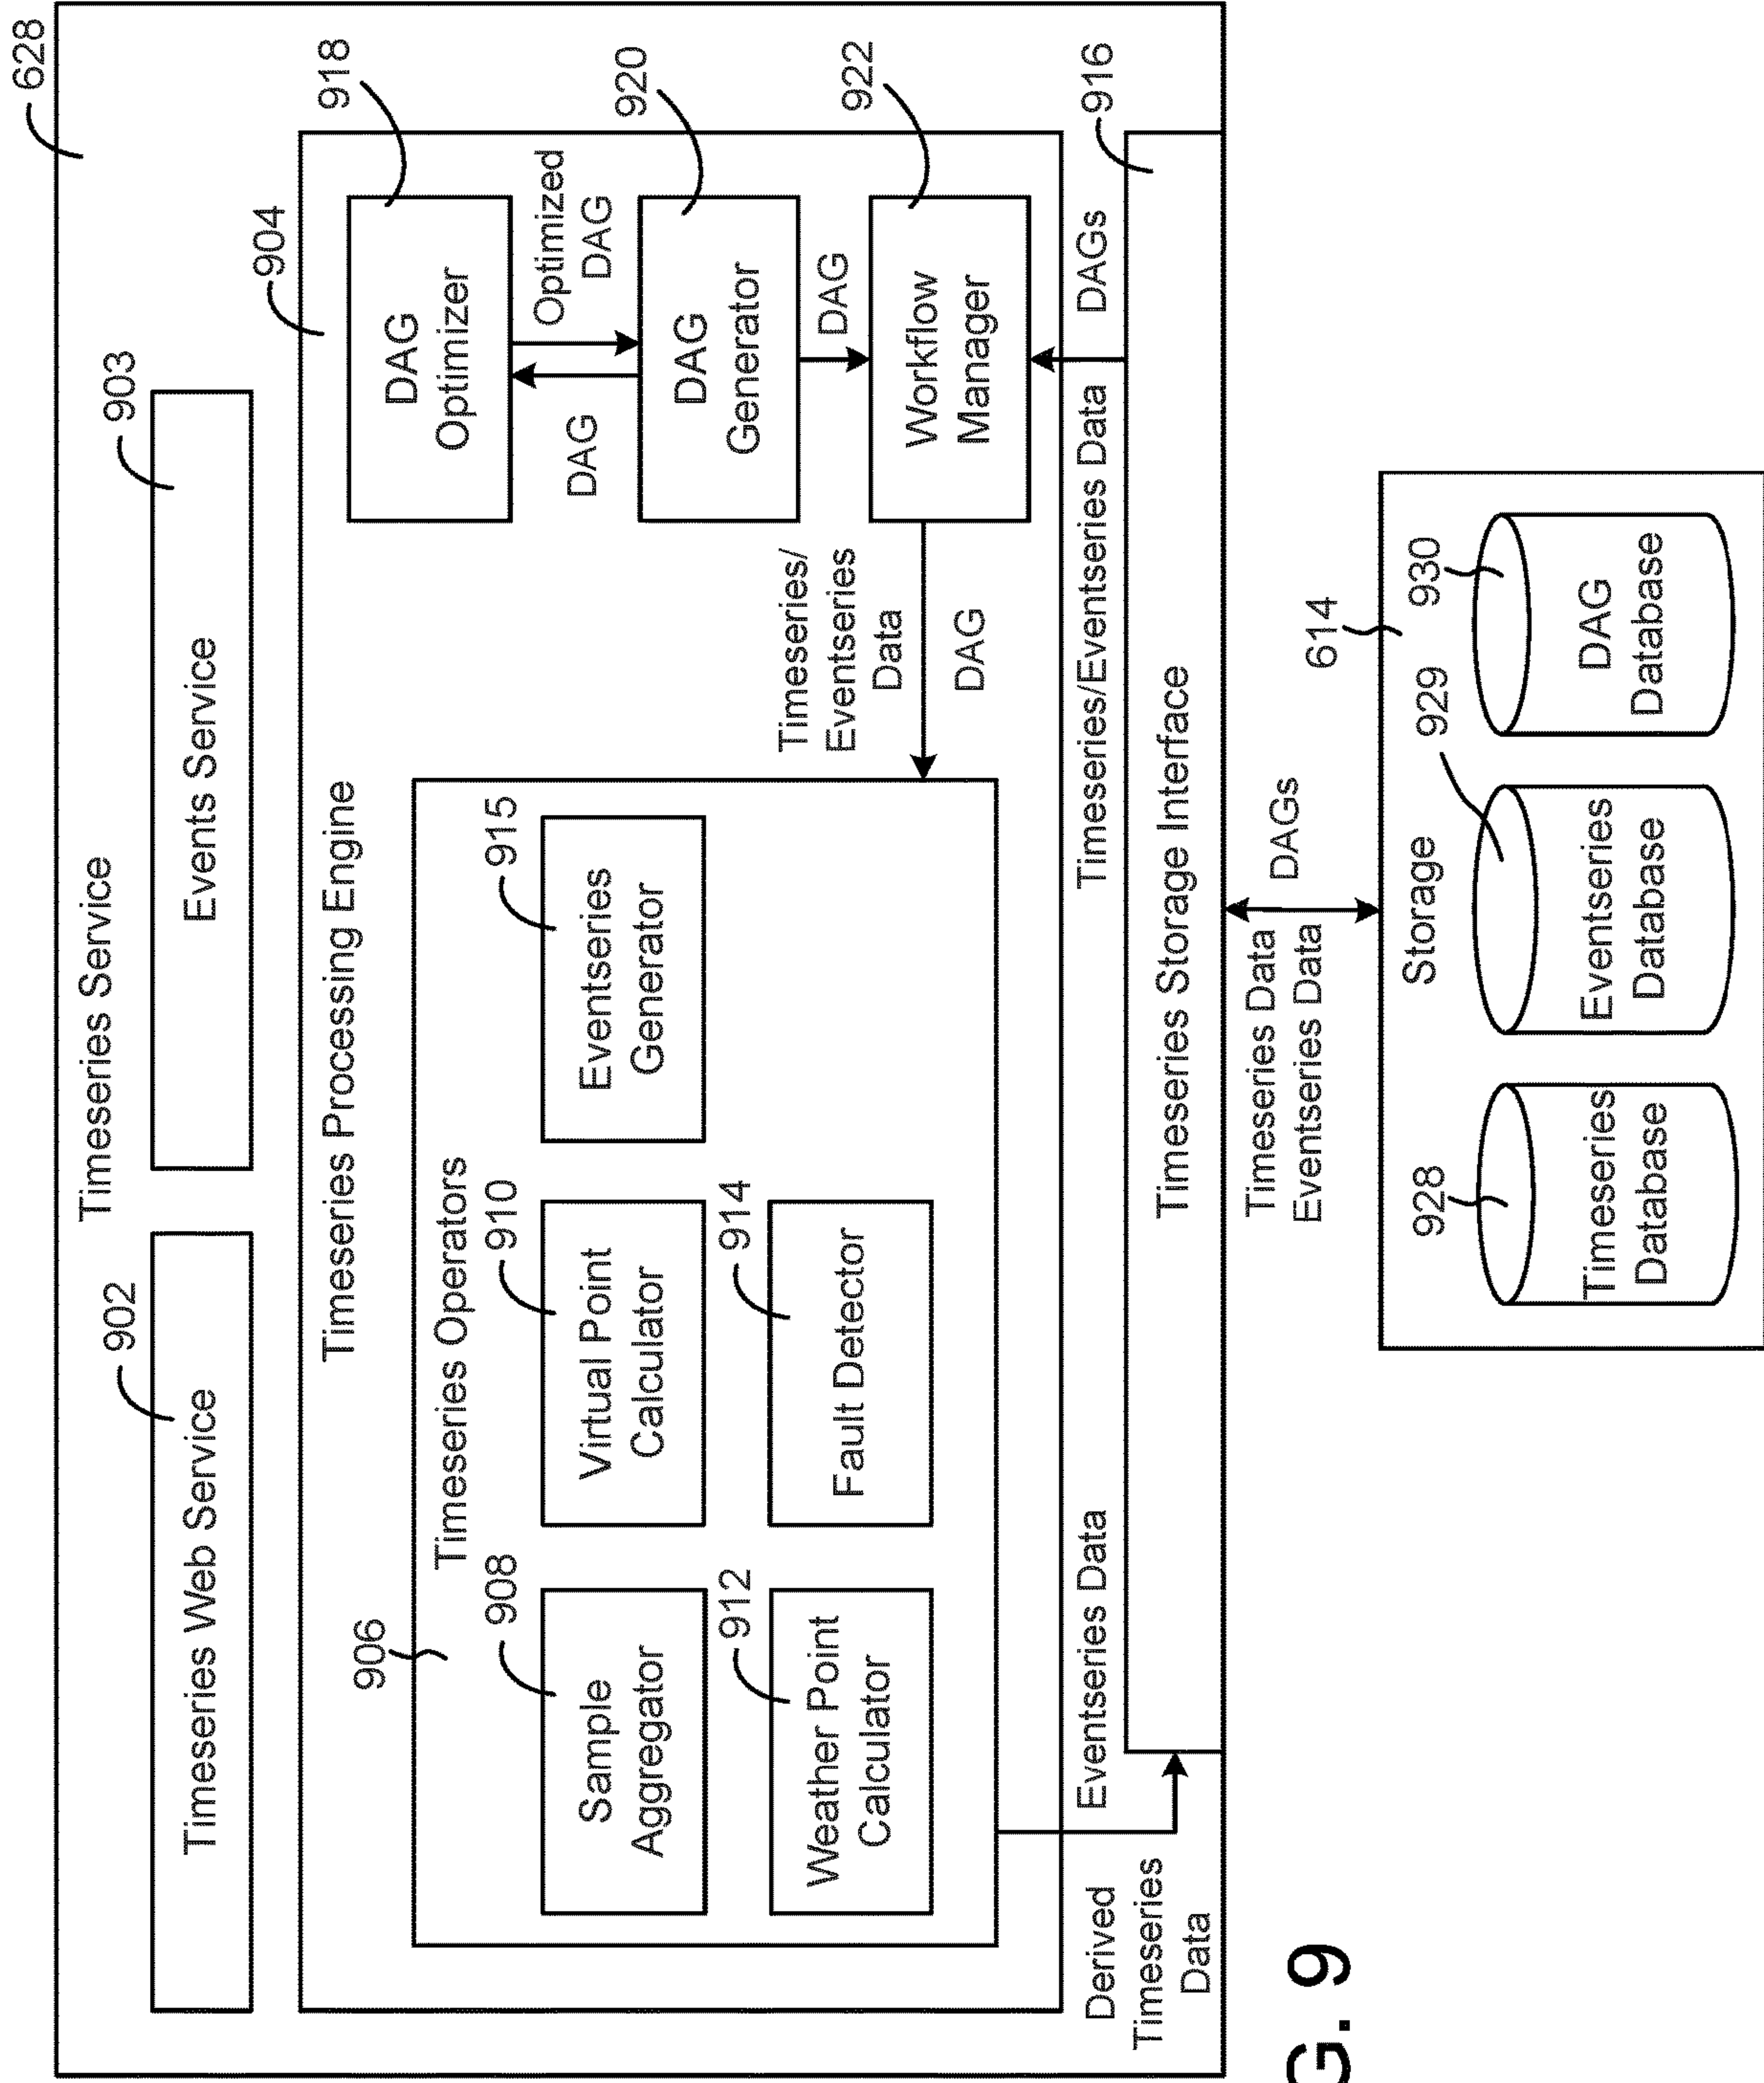 628
Timeseries Service
902
903
Timeseries Web Service
Events Service
904
Timeseries Processing Engine
906
Timeseries Operators
908
Sample
Aggregator
910
Virtual Point
Calculator
915
Eventseries
Generator
912
Weather Point
Calculator
914
Fault Detector
918
DAG
Optimizer
DAG
Optimized
DAG
920
DAG
Generator
DAG
922
Workflow
Manager
Timeseries/
Eventseries
Data
DAG
Derived
Timeseries
Data
Eventseries Data
Timeseries/Eventseries Data
DAGs
916
Timeseries Storage Interface
Timeseries Data
Eventseries Data
DAGs
614
Storage
928
Timeseries
Database
929
Eventseries
Database
930
DAG
Database
G. 9